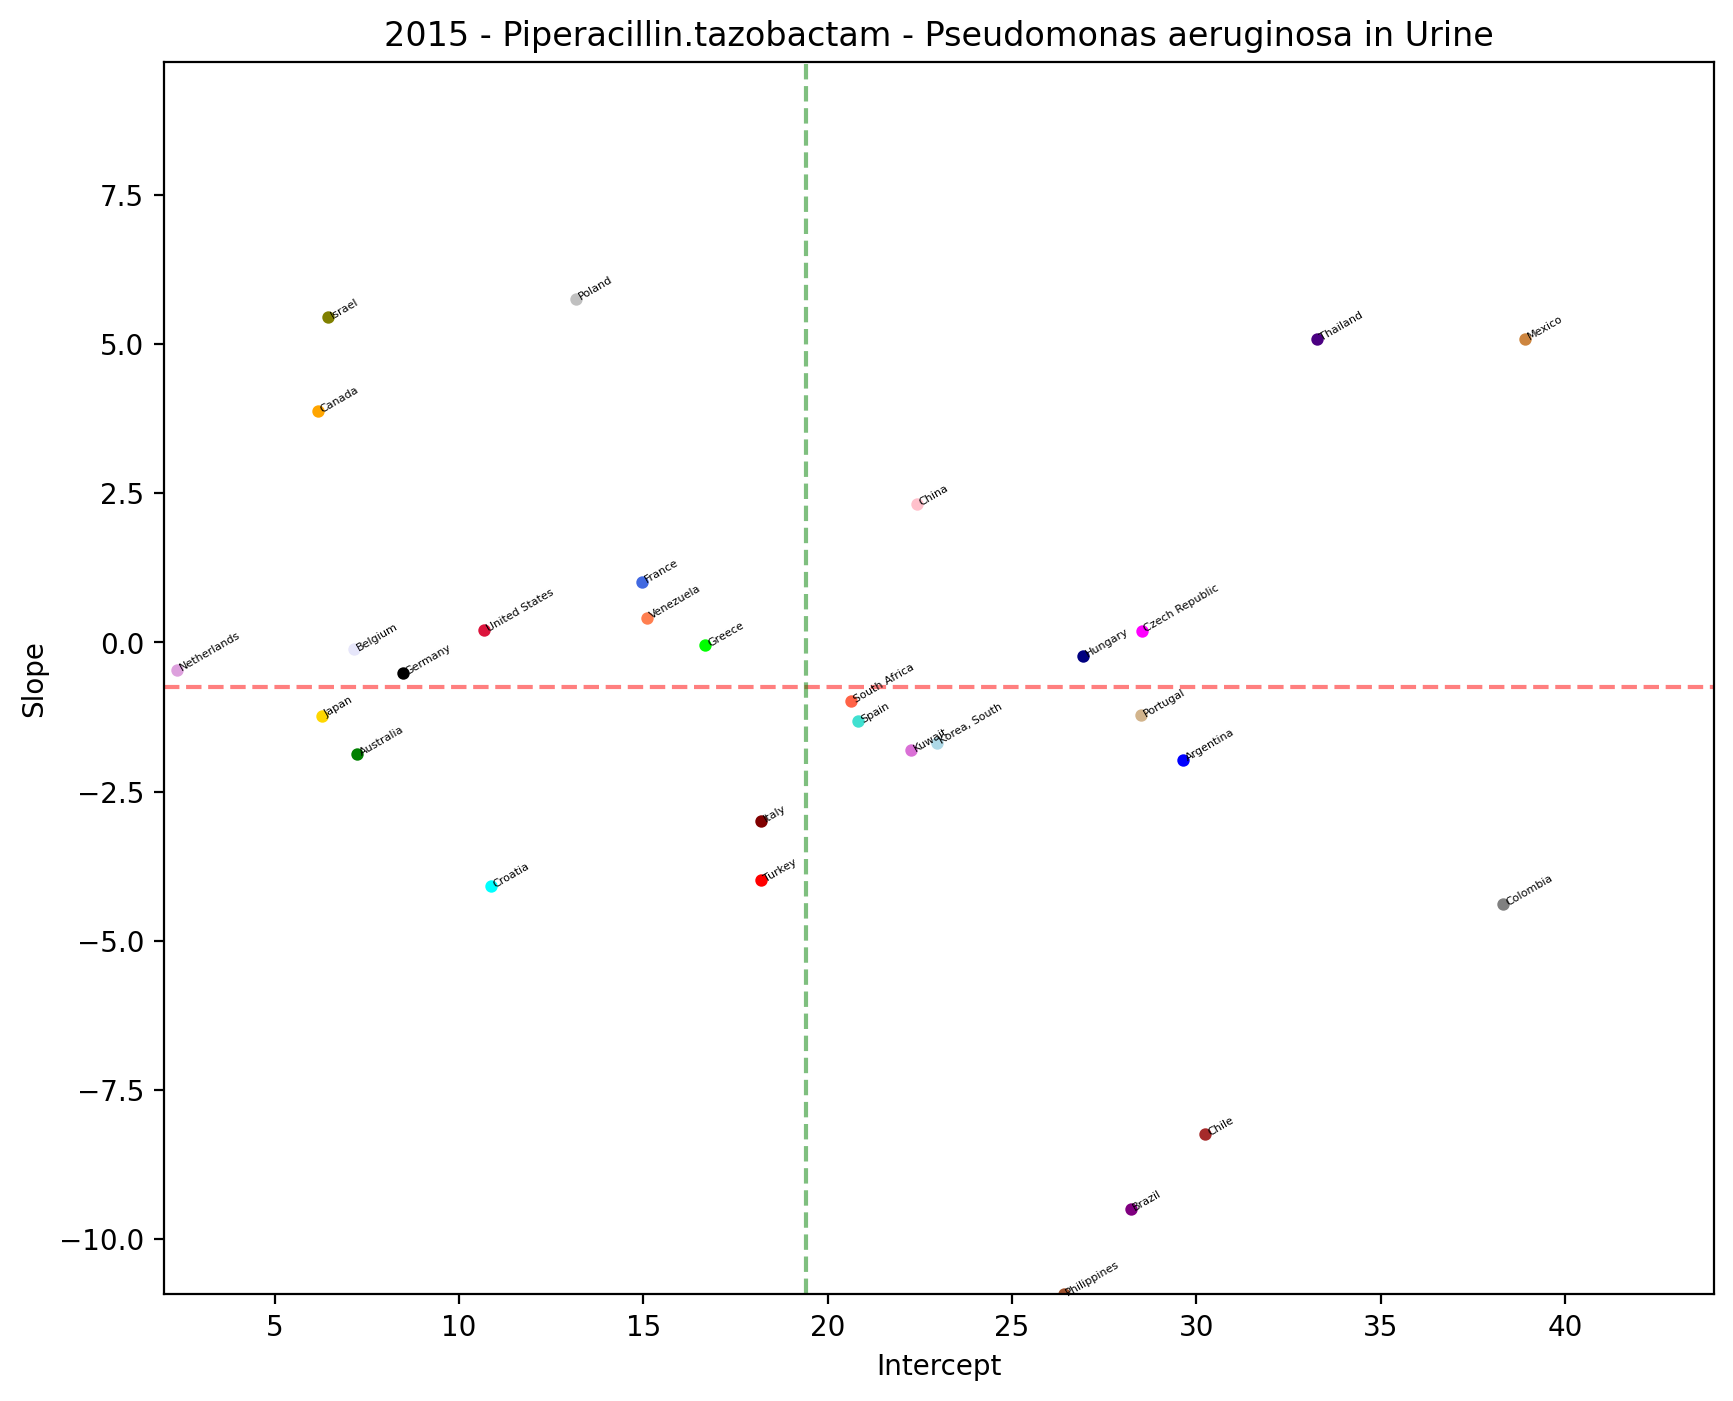 2015 - Piperacillin.tazobactam - Pseudomonas aeruginosa in Urine
Slope
7.5
5.0
2.5
0.0
−2.5
−5.0
−7.5
−10.0
Poland
Israel
Thailand
Mexico
Canada
China
France
Venezuela
United States
Czech Republic
Greece
Belgium
Hungary
Netherlands
Germany
South Africa
Japan
Spain
Portugal
Korea, South
Kuwait
Australia
Argentina
Italy
Turkey
Croatia
Colombia
Chile
Brazil
Philippines
5
10
15
20
25
30
35
40
Intercept